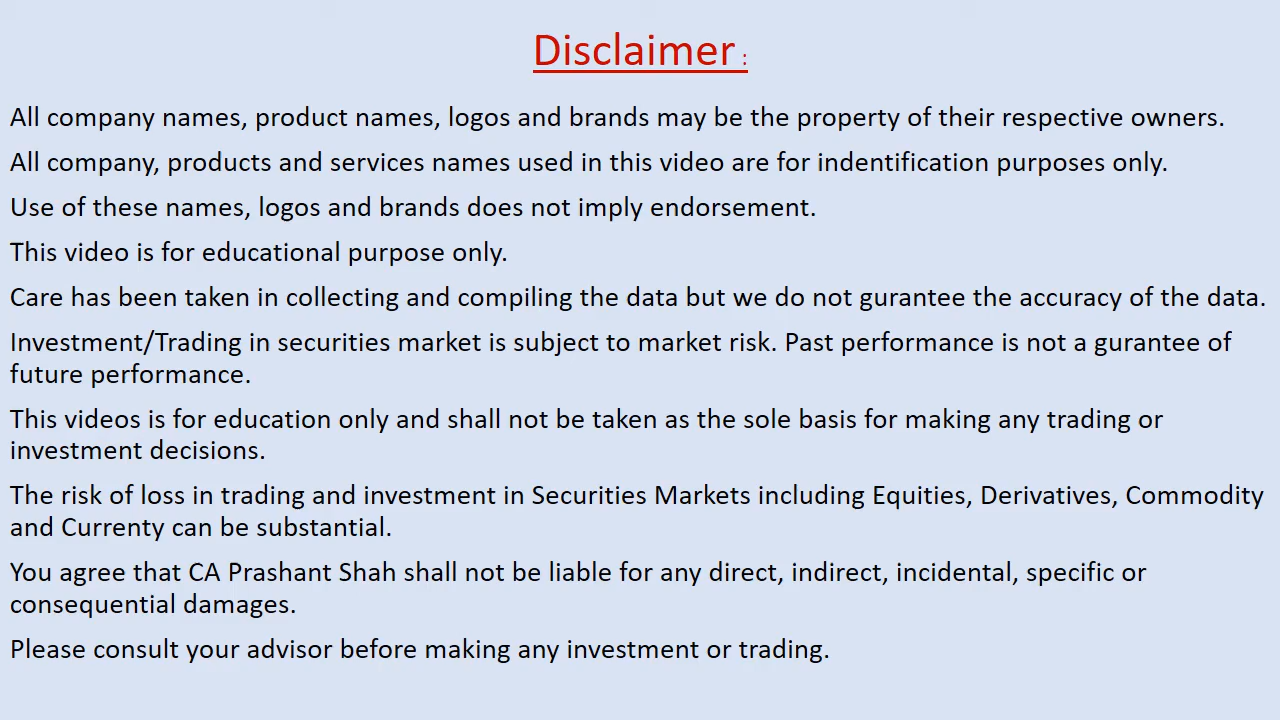 Disclaimer :
All company names, product names, logos and brands may be the property of their respective owners.
All company, products and services names used in this video are for indentification purposes only.
Use of these names, logos and brands does not imply endorsement.
This video is for educational purpose only.
Care has been taken in collecting and compiling the data but we do not gurantee the accuracy of the data.
Investment/Trading in securities market is subject to market risk. Past performance is not a gurantee of
future performance.
This videos is for education only and shall not be taken as the sole basis for making any trading or
investment decisions.
The risk of loss in trading and investment in Securities Markets including Equities, Derivatives, Commodity
and Currenty can be substantial.
You agree that CA Prashant Shah shall not be liable for any direct, indirect, incidental, specific or
consequential damages.
Please consult your advisor before making any investment or trading.